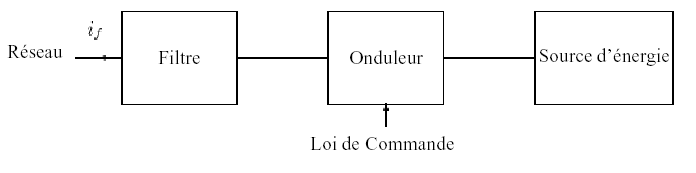 i_f
Réseau
Filtre
Onduleur
Source d'énergie
Loi de Commande